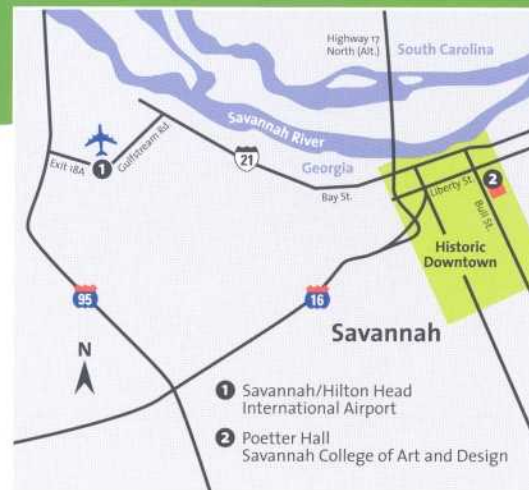 Highway 17
North (Alt.)
South Carolina
Savannah River
Georgia
Exit 18A
1
Gulfstream Rd.
21
Bay St.
Liberty St.
2
Bull St.
Historic
Downtown
95
16
Savannah
N
1 Savannah/Hilton Head
International Airport
2 Poetter Hall
Savannah College of Art and Design